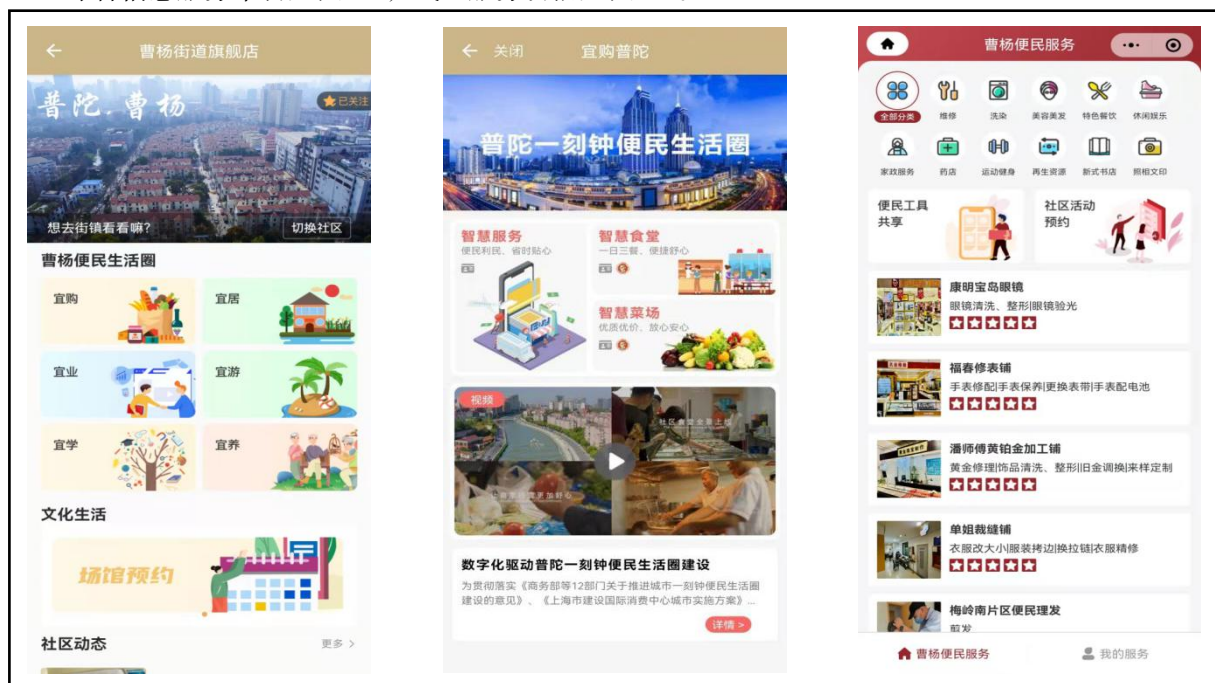 曹杨街道旗舰店
普陀·曹杨
已关注
想去街镇看看嘛?
切换社区
曹杨便民生活圈
宜购
宜居
宜业
宜游
宜学
宜养
文化生活
场馆预约
社区动态
更多 >
关闭
宜购普陀
普陀一刻钟便民生活圈
智慧服务
便民利民、省时贴心
智慧食堂
一日三餐、便捷舒心
智慧菜场
优质优价、放心安心
视频
社区食堂全新上线
数字化驱动普陀一刻钟便民生活圈建设
为贯彻落实《商务部等12部门关于推进城市一刻钟便民生活圈
建设的意见》、《上海市建设国际消费中心城市实施方案》...
详情 >
曹杨便民服务
全部分类
维修
洗染
美容美发
特色餐饮
休闲娱乐
家政服务
药店
运动健身
再生资源
新式书店
照相文印
便民工具
共享
社区活动
预约
康明宝岛眼镜
眼镜清洗、整形|眼镜验光
福春修表铺
手表修配|手表保养|更换表带|手表配电池
潘师傅黄铂金加工铺
黄金修理|饰品清洗、整形|旧金调换|来样定制
单姐裁缝铺
衣服改大小|服装拷边|换拉链|衣服精修
梅岭南片区便民理发
剪发
曹杨便民服务
我的服务